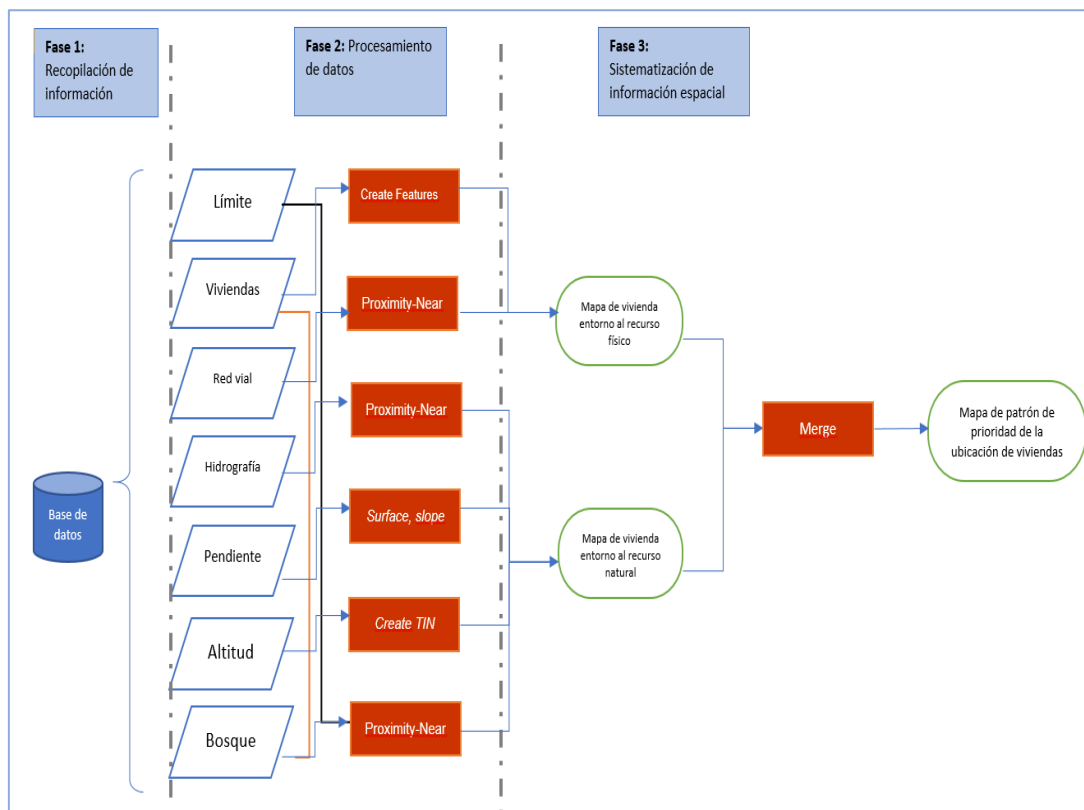 Fase 1:
Recopilación de
información
Fase 2: Procesamiento
de datos
Fase 3:
Sistematización de
información espacial
Base de
datos
Límite
Viviendas
Red vial
Hidrografía
Pendiente
Altitud
Bosque
Create Features
Proximity-Near
Proximity-Near
Surface, slope
Create TIN
Proximity-Near
Mapa de vivienda
entorno al recurso
físico
Mapa de vivienda
entorno al recurso
natural
Merge
Mapa de patrón de
prioridad de la
ubicación de viviendas